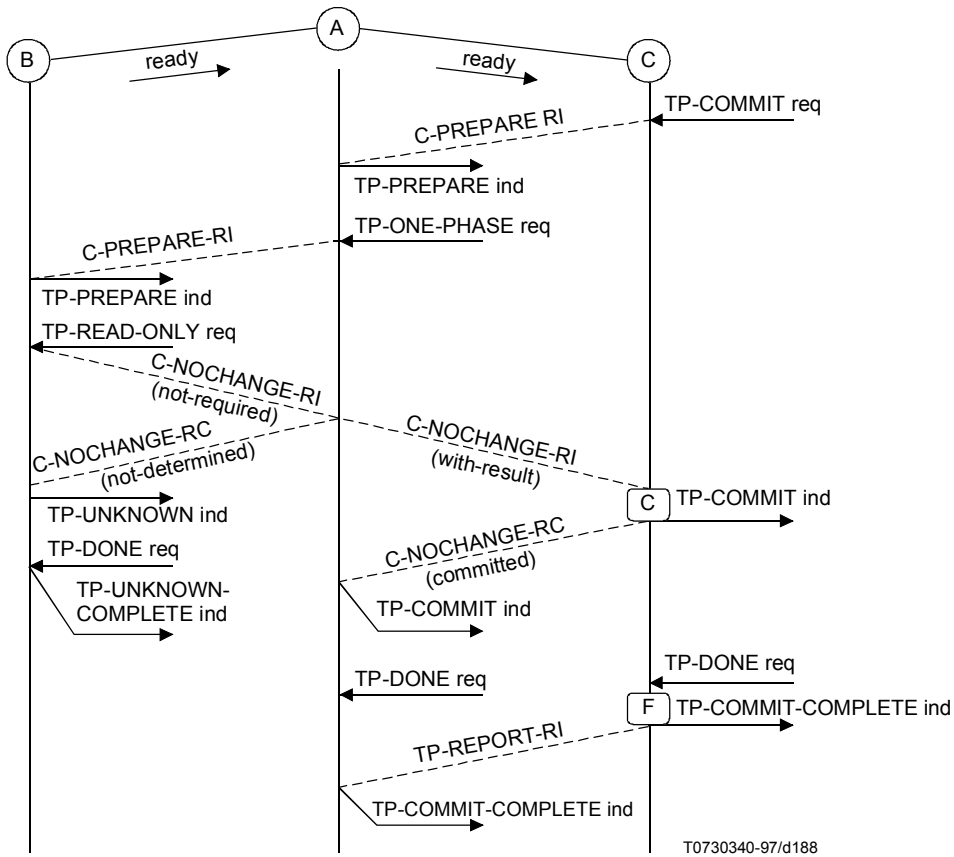 A
B
C
ready
ready
TP-COMMIT req
C-PREPARE RI
TP-PREPARE ind
TP-ONE-PHASE req
C-PREPARE-RI
TP-PREPARE ind
TP-READ-ONLY req
C-NOCHANGE-RI
(not-required)
C-NOCHANGE-RI
(with-result)
C-NOCHANGE-RC
(not-determined)
C
TP-COMMIT ind
TP-UNKNOWN ind
C-NOCHANGE-RC
(committed)
TP-DONE req
TP-UNKNOWN-
COMPLETE ind
TP-COMMIT ind
TP-DONE req
TP-DONE req
F
TP-COMMIT-COMPLETE ind
TP-REPORT-RI
TP-COMMIT-COMPLETE ind
T0730340-97/d188